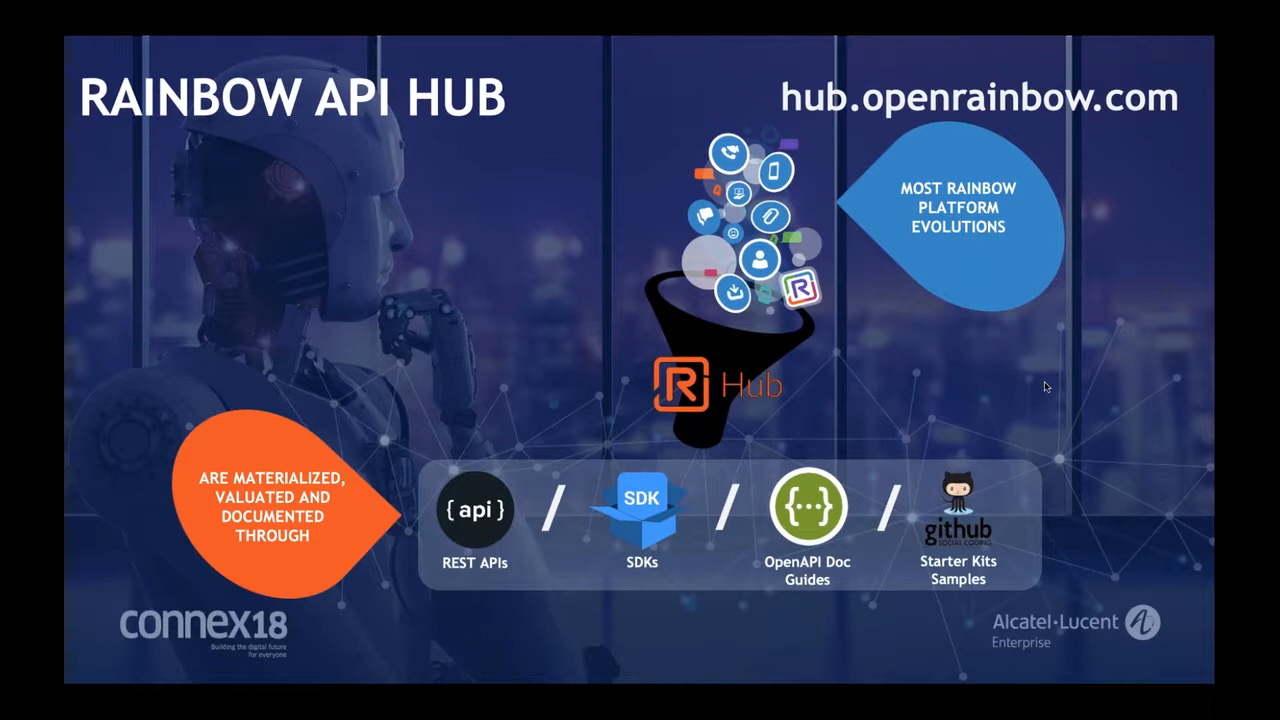 RAINBOW API HUB
hub.openrainbow.com
MOST RAINBOW
PLATFORM
EVOLUTIONS
R
R Hub
ARE MATERIALIZED,
VALUATED AND
DOCUMENTED
THROUGH
{api}
/
SDK
/
{···}
/
github
SOCIAL CODING
REST APIs
SDKs
OpenAPI Doc
Guides
Starter Kits
Samples
connex18
Building the digital future
for everyone
Alcatel·Lucent
Enterprise